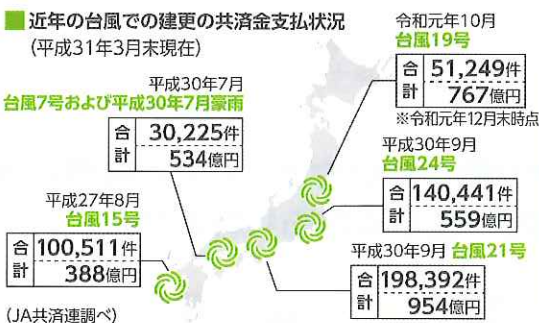 ■近年の台風での建更の共済金支払状況
(平成31年3月末現在)
令和元年10月
台風19号
合計 51,249件
767億円
※令和元年12月末時点
平成30年7月
台風7号および平成30年7月豪雨
合計 30,225件
534億円
平成30年9月
台風24号
合計 140,441件
559億円
平成27年8月
台風15号
合計 100,511件
388億円
平成30年9月 台風21号
合計 198,392件
954億円
(JA共済連調べ)